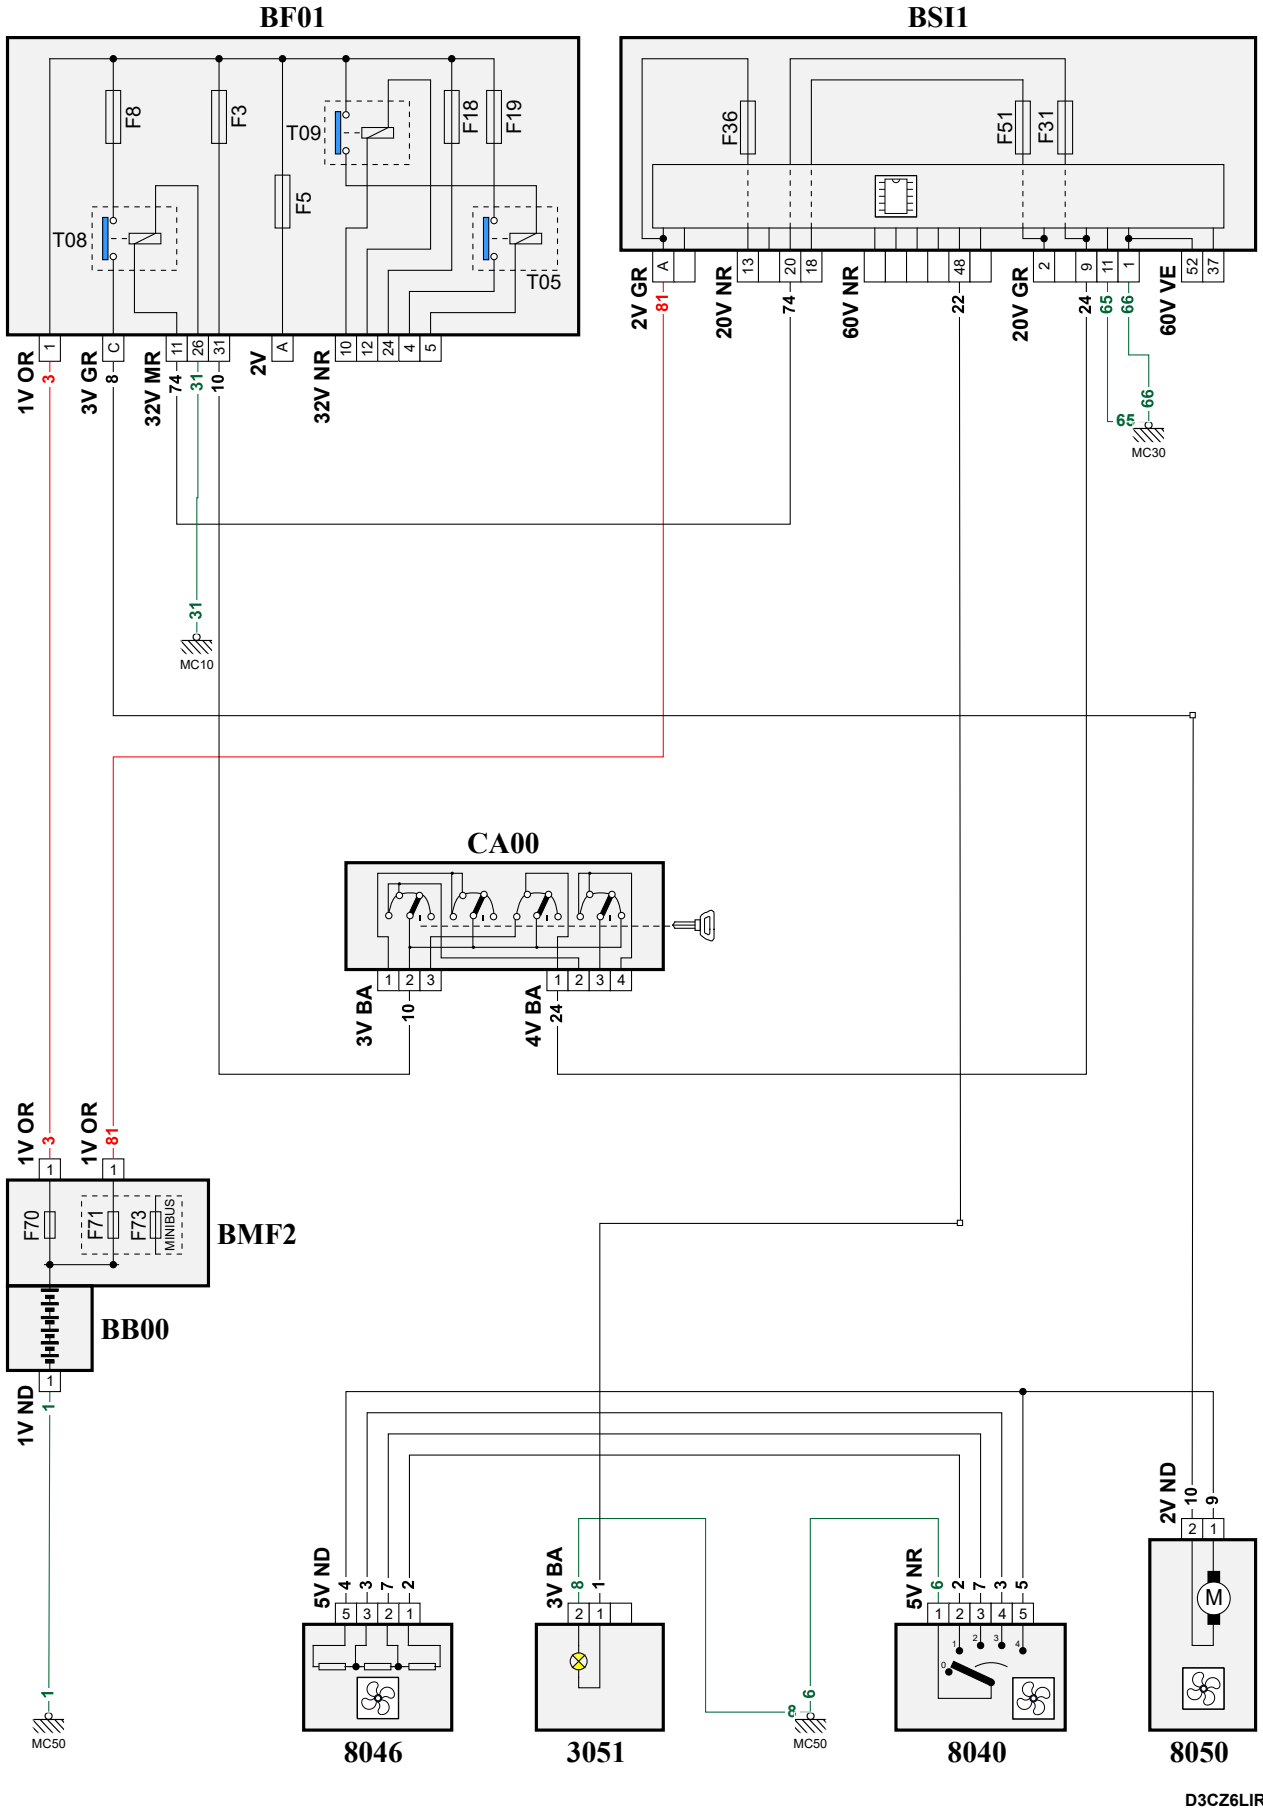 BF01
BSI1
F8
F3
F5
T09
F18
F19
T08
T05
F36
F51
F31
1V OR
1
3
3V GR
C
8
32V MR
11
26
31
74
31
10
2V
A
32V NR
10
12
24
4
5
2V GR
A
81
20V NR
13
20
18
74
60V NR
48
22
20V GR
2
9
11
1
24
65
66
60V VE
52
37
65
66
MC30
31
MC10
CA00
3V BA
1
2
3
10
4V BA
1
2
3
4
24
1V OR
3
1
1V OR
81
1
F70
F71
F73
MINIBUS
BMF2
BB00
1V ND
1
1
1
MC50
5V ND
4
3
7
2
5
3
2
1
8046
3V BA
8
1
2
1
3051
8
6
MC50
5V NR
6
2
7
3
5
1
2
3
4
5
0
1
2
3
4
8040
2V ND
10
9
2
1
M
8050
D3CZ6LIR